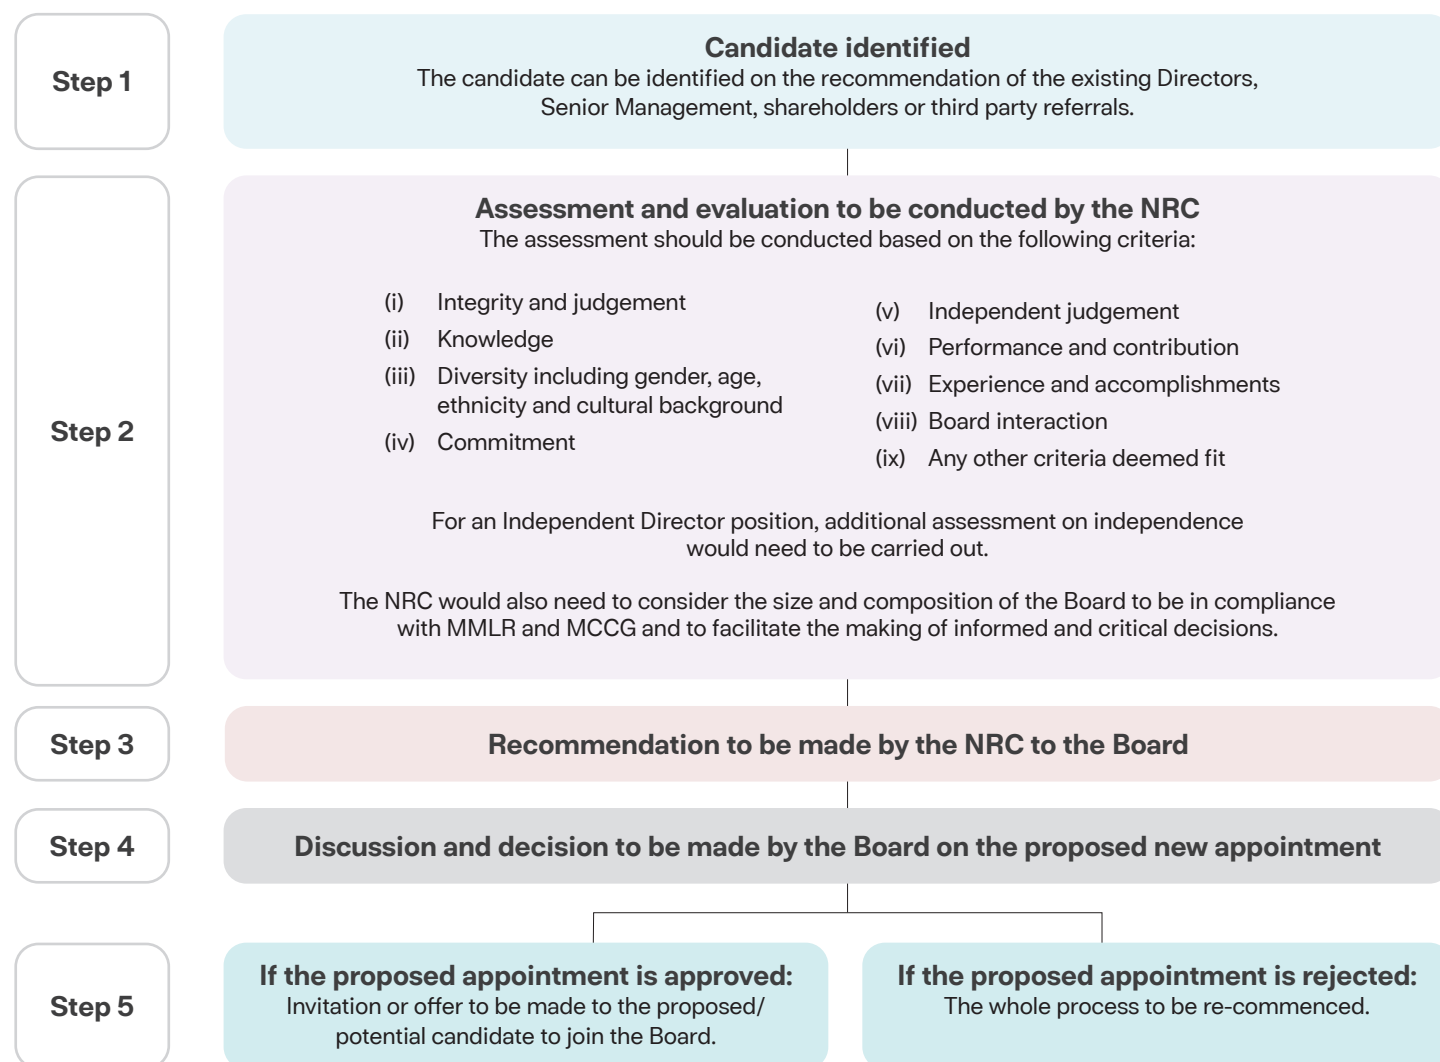 Step 1
Candidate identified
The candidate can be identified on the recommendation of the existing Directors,
Senior Management, shareholders or third party referrals.
Step 2
Assessment and evaluation to be conducted by the NRC
The assessment should be conducted based on the following criteria:
(i) Integrity and judgement
(ii) Knowledge
(iii) Diversity including gender, age,
ethnicity and cultural background
(iv) Commitment
(v) Independent judgement
(vi) Performance and contribution
(vii) Experience and accomplishments
(viii) Board interaction
(ix) Any other criteria deemed fit
For an Independent Director position, additional assessment on independence
would need to be carried out.
The NRC would also need to consider the size and composition of the Board to be in compliance
with MMLR and MCCG and to facilitate the making of informed and critical decisions.
Step 3
Recommendation to be made by the NRC to the Board
Step 4
Discussion and decision to be made by the Board on the proposed new appointment
Step 5
If the proposed appointment is approved:
Invitation or offer to be made to the proposed/
potential candidate to join the Board.
If the proposed appointment is rejected:
The whole process to be re-commenced.